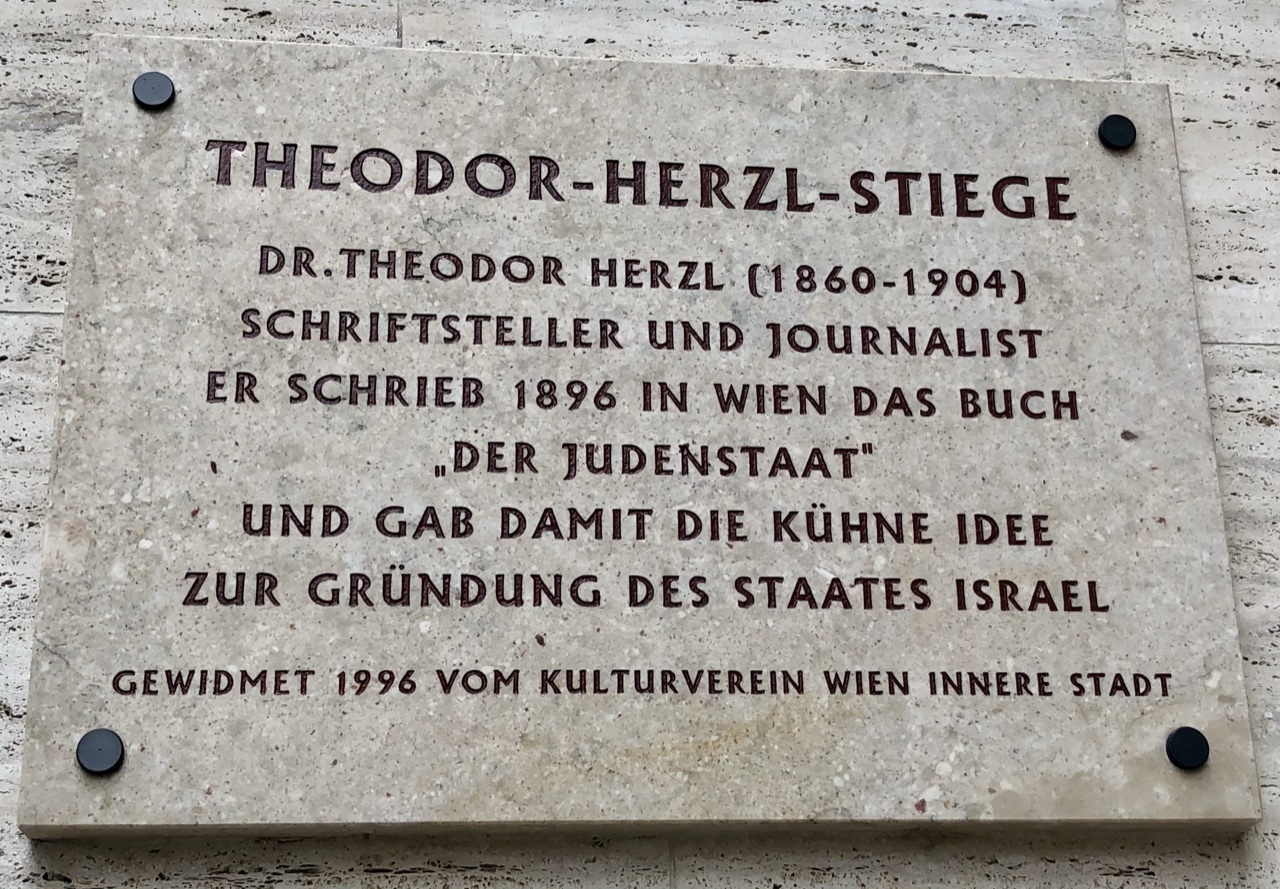 THEODOR-HERZL-STIEGE
DR. THEODOR HERZL (1860-1904)
SCHRIFTSTELLER UND JOURNALIST
ER SCHRIEB 1896 IN WIEN DAS BUCH
„DER JUDENSTAAT"
UND GAB DAMIT DIE KÜHNE IDEE
ZUR GRÜNDUNG DES STAATES ISRAEL
GEWIDMET 1996 VOM KULTURVEREIN WIEN INNERE STADT